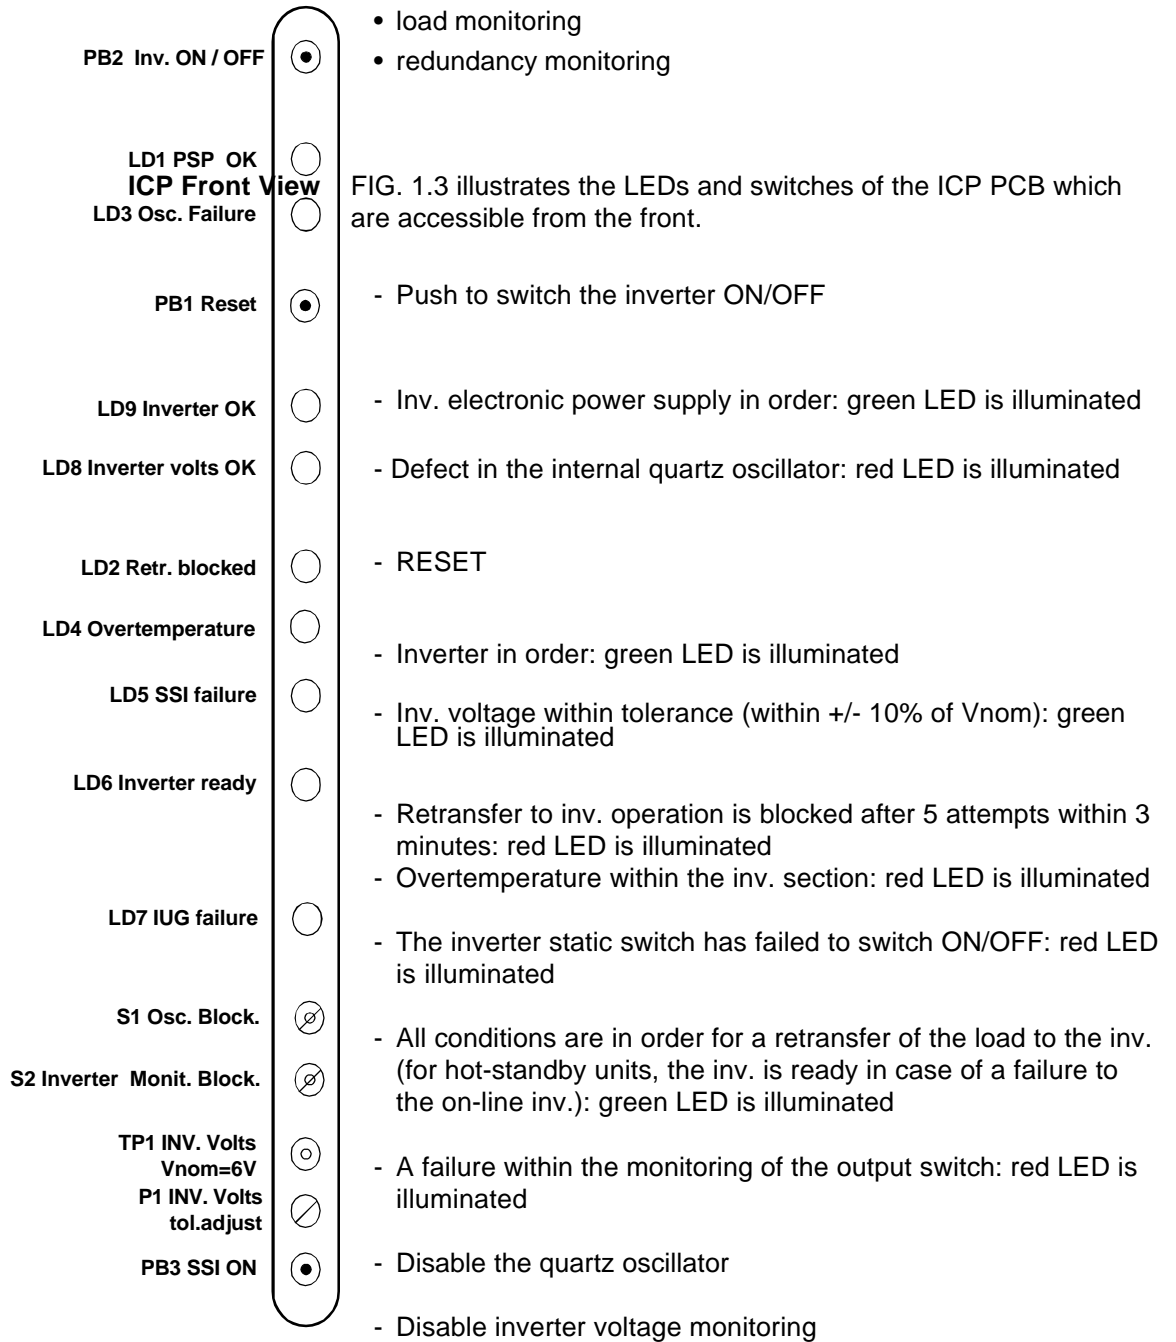 • load monitoring
PB2 Inv. ON / OFF
• redundancy monitoring
LD1 PSP OK
ICP Front View
FIG. 1.3 illustrates the LEDs and switches of the ICP PCB which
LD3 Osc. Failure
are accessible from the front.
PB1 Reset
- Push to switch the inverter ON/OFF
LD9 Inverter OK
- Inv. electronic power supply in order: green LED is illuminated
LD8 Inverter volts OK
- Defect in the internal quartz oscillator: red LED is illuminated
LD2 Retr. blocked
- RESET
LD4 Overtemperature
- Inverter in order: green LED is illuminated
LD5 SSI failure
- Inv. voltage within tolerance (within +/- 10% of Vnom): green
LED is illuminated
LD6 Inverter ready
- Retransfer to inv. operation is blocked after 5 attempts within 3
minutes: red LED is illuminated
- Overtemperature within the inv. section: red LED is illuminated
LD7 IUG failure
- The inverter static switch has failed to switch ON/OFF: red LED
is illuminated
S1 Osc. Block.
- All conditions are in order for a retransfer of the load to the inv.
(for hot-standby units, the inv. is ready in case of a failure to
S2 Inverter Monit. Block.
the on-line inv.): green LED is illuminated
TP1 INV. Volts
Vnom=6V
- A failure within the monitoring of the output switch: red LED is
illuminated
P1 INV. Volts
tol.adjust
PB3 SSI ON
- Disable the quartz oscillator
- Disable inverter voltage monitoring